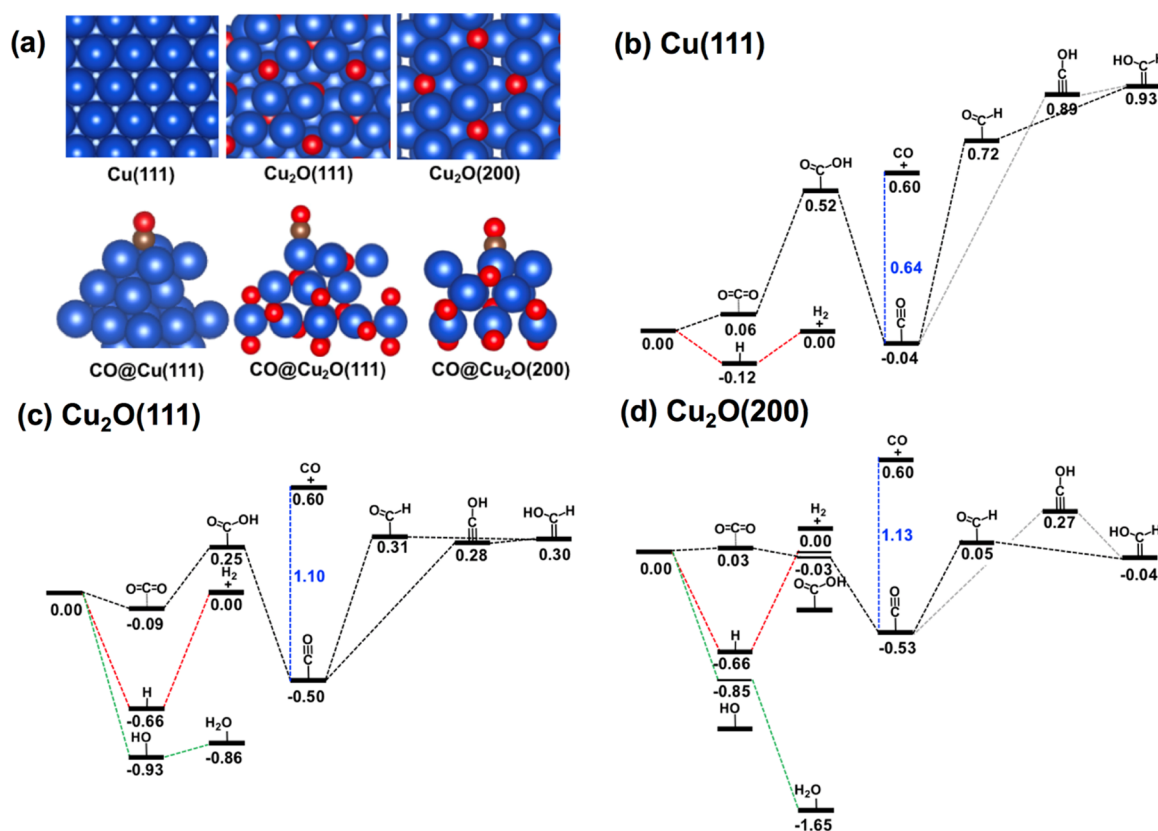 (a)
Cu(111)
Cu₂O(111)
Cu₂O(200)
CO@Cu(111)
CO@Cu₂O(111)
CO@Cu₂O(200)
(b) Cu(111)
0.00
O=C=O
0.06
H
-0.12
H₂
+
0.00
O=C-OH
0.52
CO
+
0.60
0.64
O≡C
-0.04
O=C-H
0.72
OH
C
0.89
HO-C-H
0.93
(c) Cu₂O(111)
0.00
O=C=O
-0.09
H
-0.66
HO
-0.93
H₂O
-0.86
O=C-OH
0.25
H₂
+
0.00
CO
+
0.60
1.10
O≡C
-0.50
O=C-H
0.31
OH
C
0.28
HO-C-H
0.30
(d) Cu₂O(200)
0.00
O=C=O
0.03
H
-0.66
-0.85
HO
H₂
+
0.00
-0.03
O=C-OH
H₂O
-1.65
CO
+
0.60
1.13
O≡C
-0.53
O=C-H
0.05
OH
C
0.27
HO-C-H
-0.04